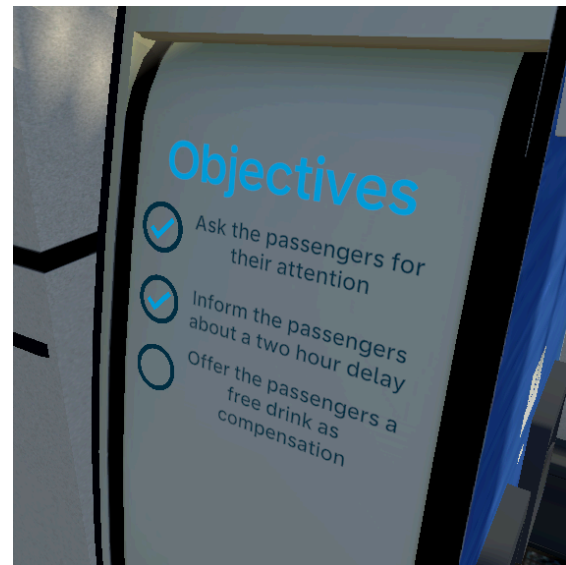 Objectives
Ask the passengers for
their attention
Inform the passengers
about a two hour delay
Offer the passengers a
free drink as
compensation